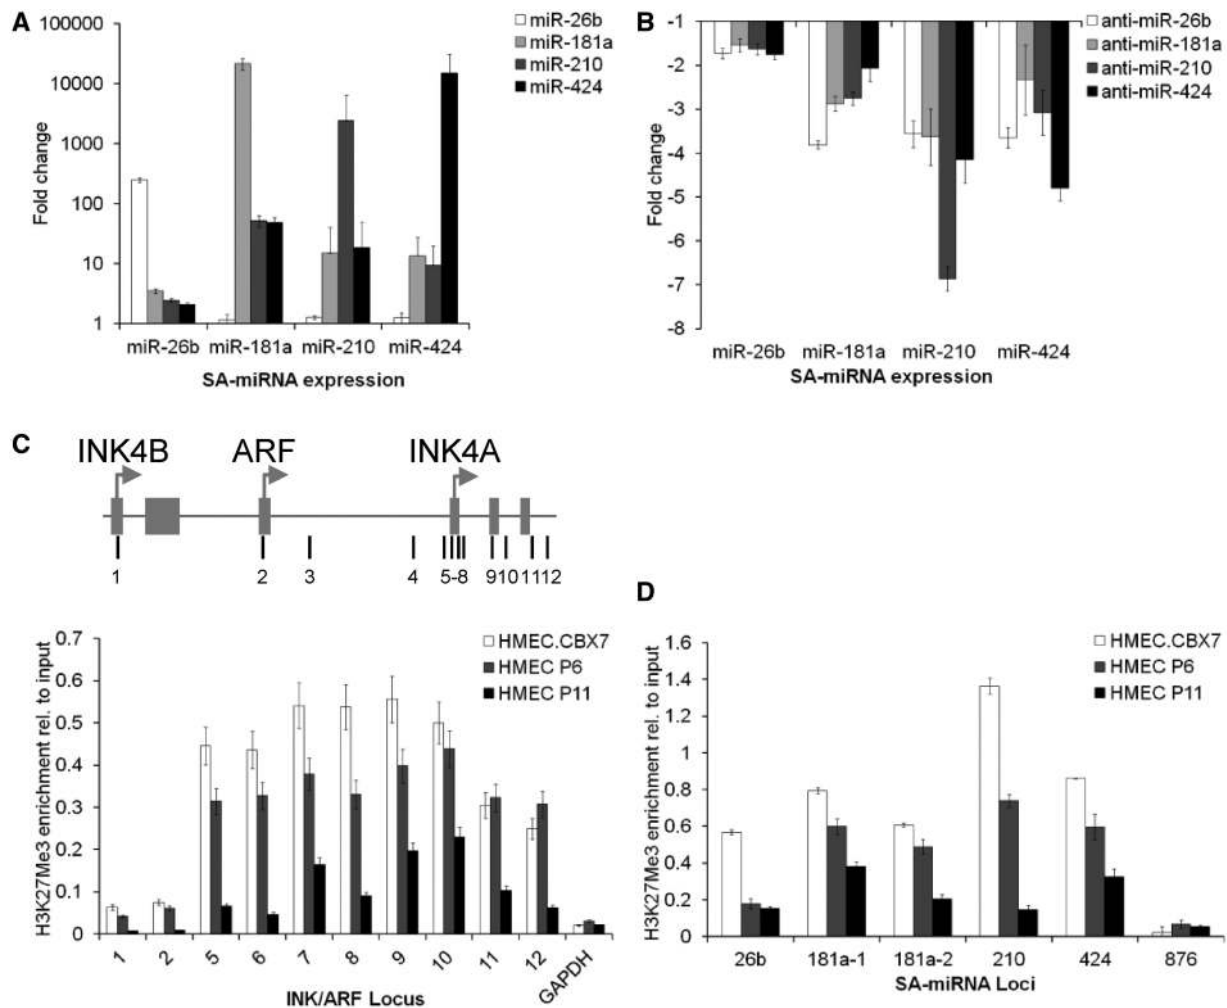 A
100000
10000
1000
100
10
1
Fold change
miR-26b
miR-181a
miR-210
miR-424
miR-26b miR-181a miR-210 miR-424
SA-miRNA expression
B
-1
-2
-3
-4
-5
-6
-7
-8
Fold change
anti-miR-26b
anti-miR-181a
anti-miR-210
anti-miR-424
miR-26b miR-181a miR-210 miR-424
SA-miRNA expression
C
INK4B ARF INK4A
1 2 3 4 5-8 910 1112
0.7
0.6
0.5
0.4
0.3
0.2
0.1
0
H3K27Me3 enrichment rel. to input
HMEC.CBX7
HMEC P6
HMEC P11
1 2 5 6 7 8 9 10 11 12 GAPDH
INK/ARF Locus
D
1.6
1.4
1.2
1
0.8
0.6
0.4
0.2
0
H3K27Me3 enrichment rel. to input
HMEC.CBX7
HMEC P6
HMEC P11
26b 181a-1 181a-2 210 424 876
SA-miRNA Loci